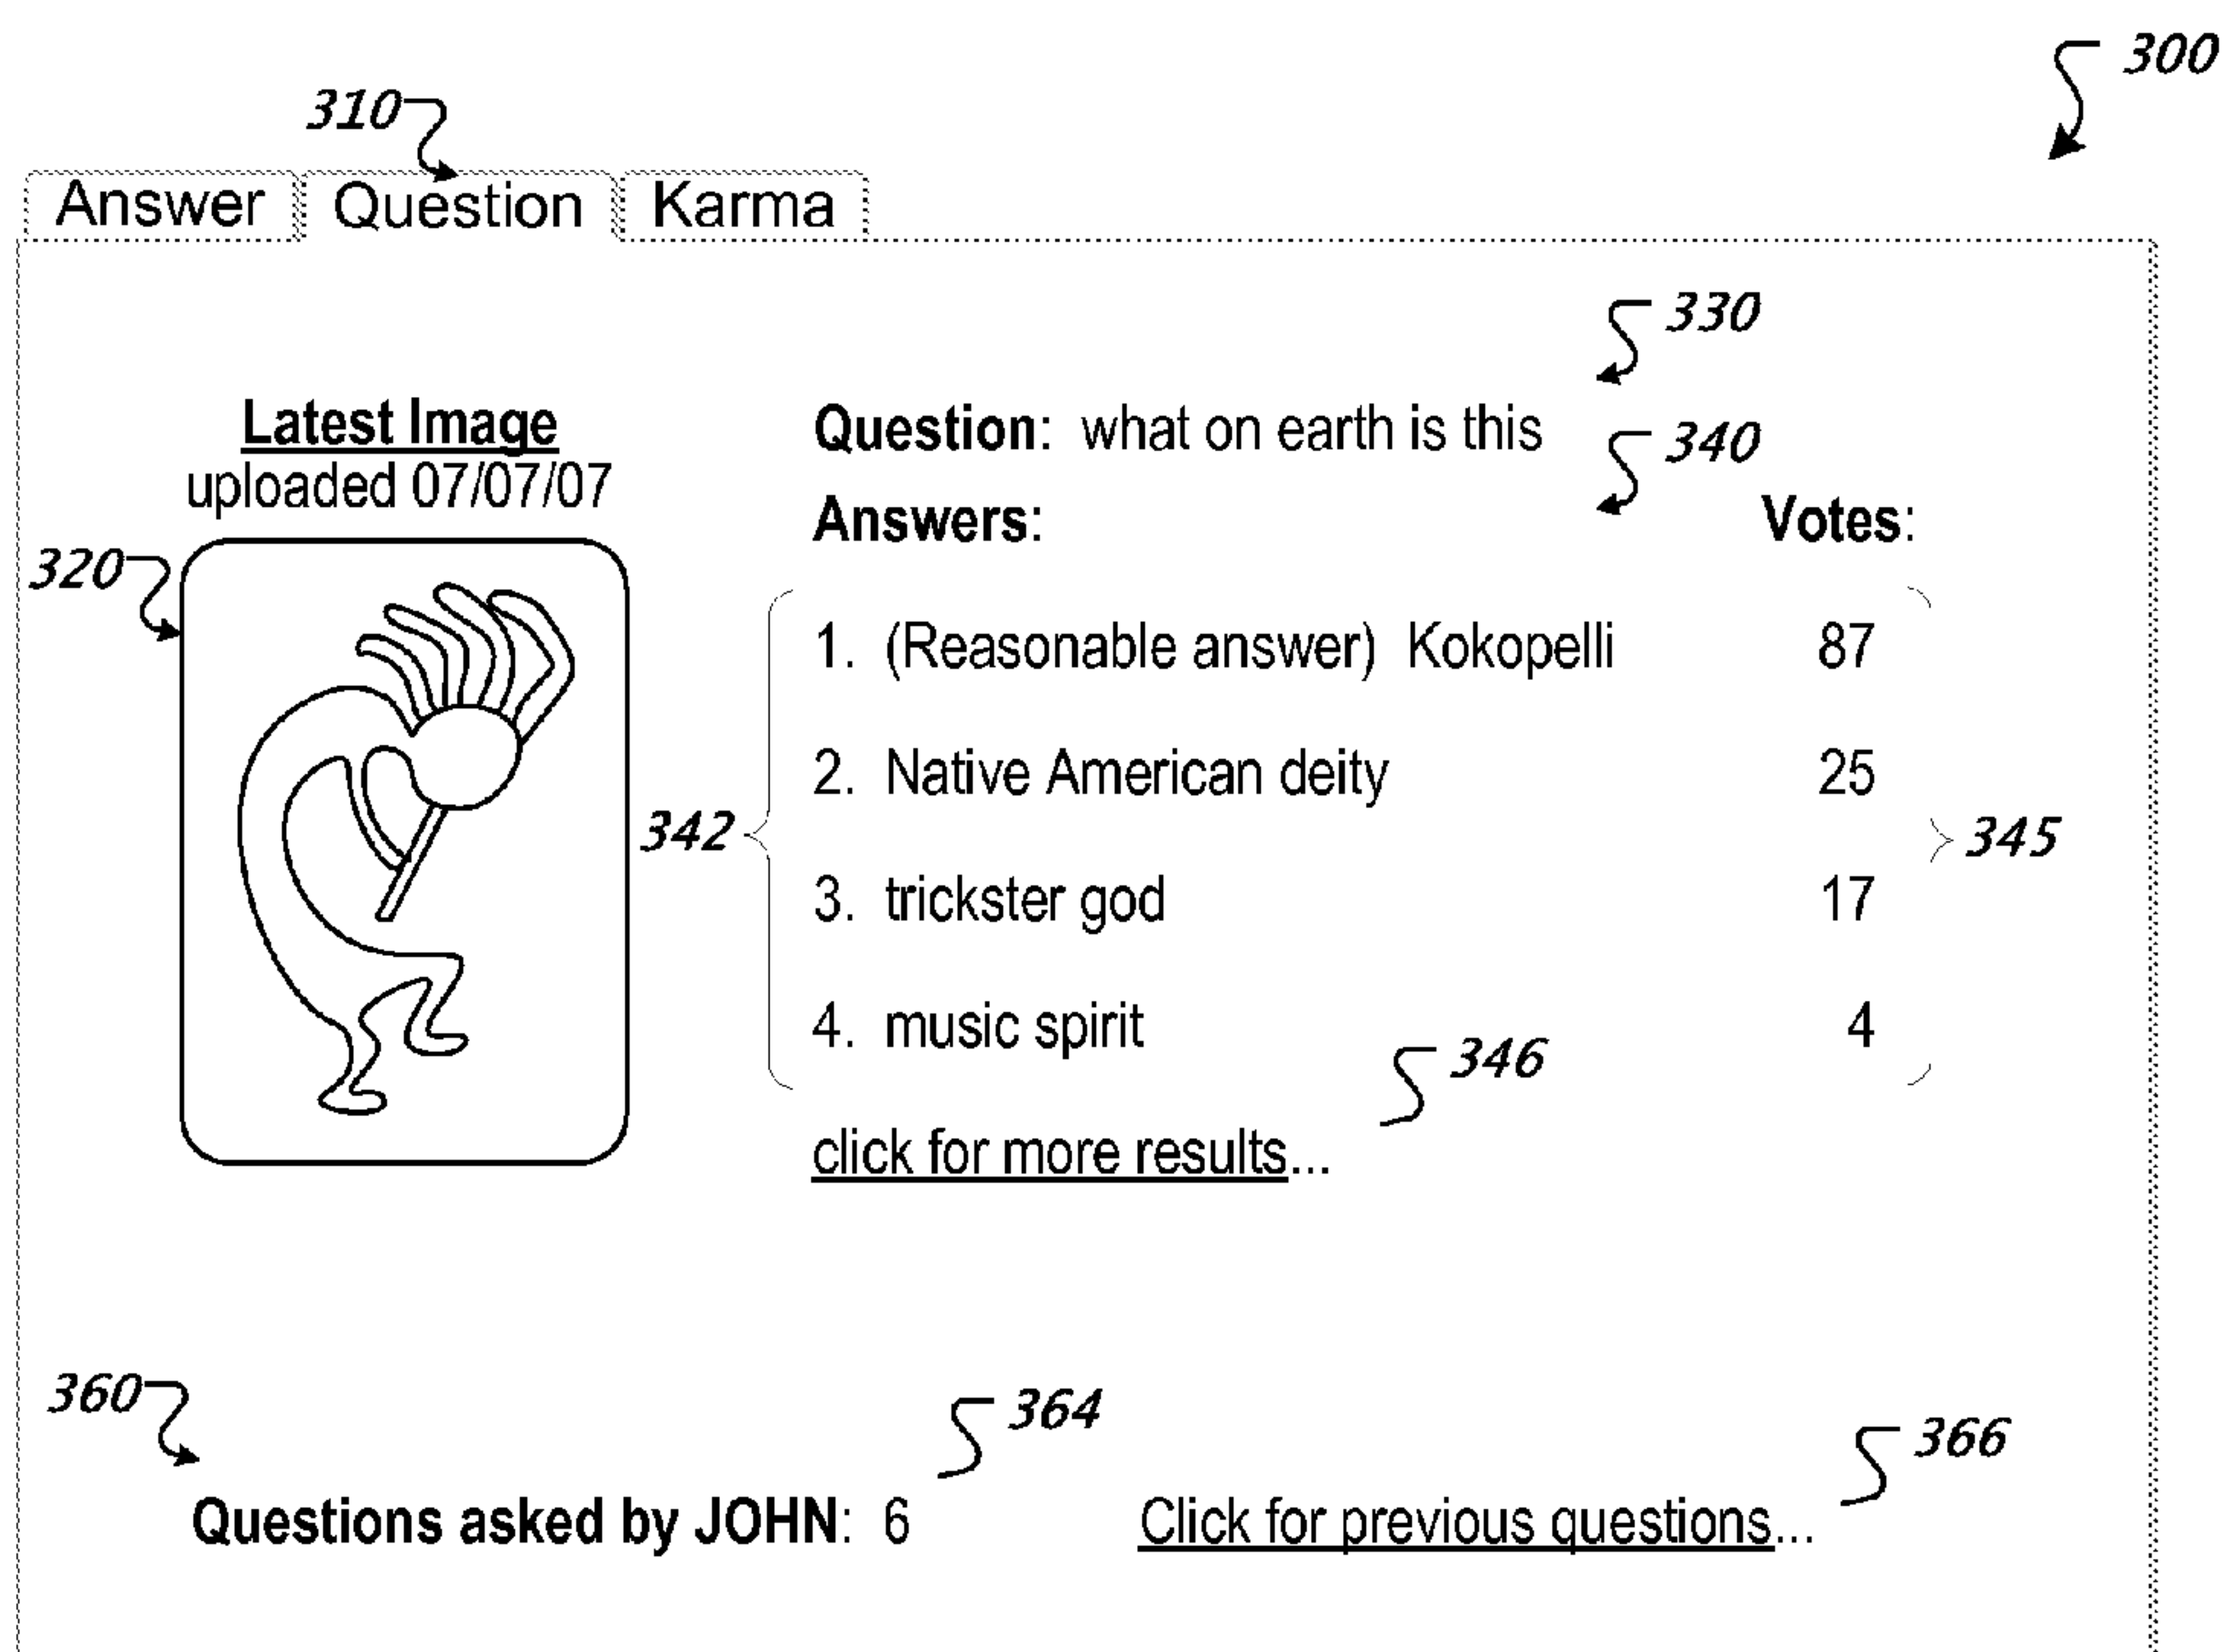 300
310
Answer Question Karma
330
Latest Image
uploaded 07/07/07
Question: what on earth is this
340
Answers: Votes:
320
1. (Reasonable answer) Kokopelli 87
2. Native American deity 25
342
345
3. trickster god 17
4. music spirit 4
346
click for more results...
360
364
366
Questions asked by JOHN: 6 Click for previous questions...